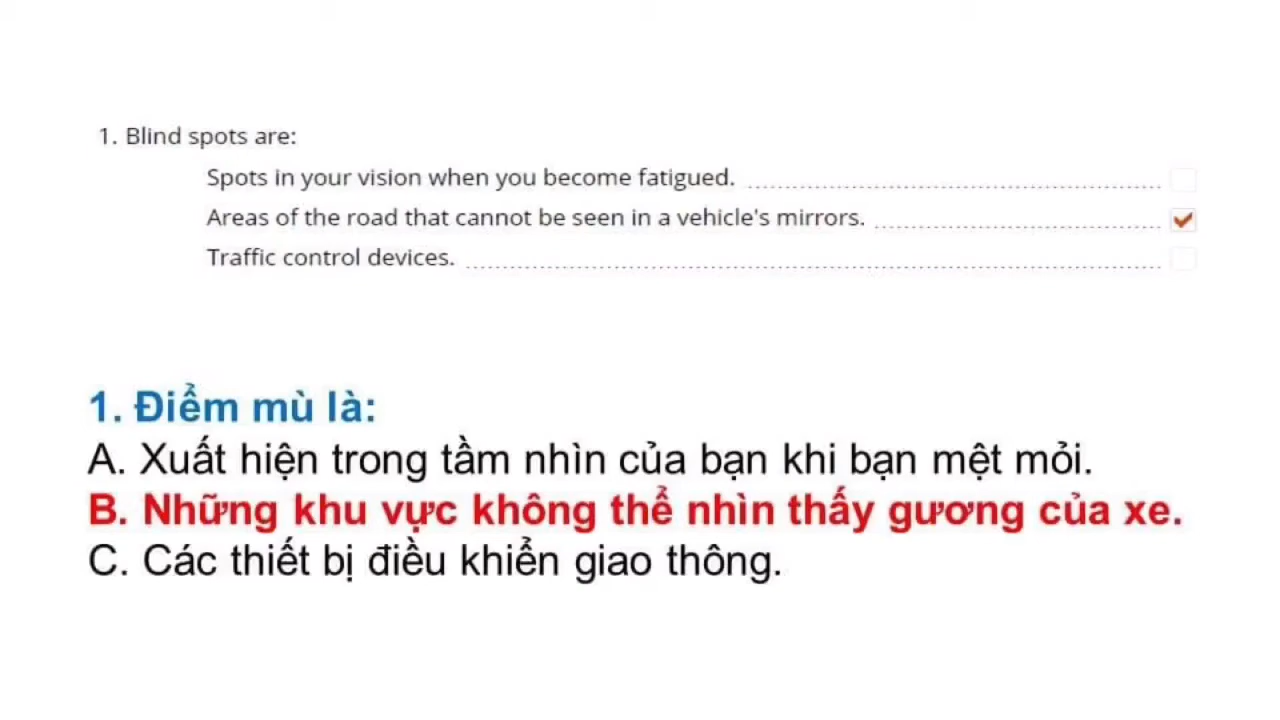 1. Blind spots are:
Spots in your vision when you become fatigued.
Areas of the road that cannot be seen in a vehicle's mirrors.
Traffic control devices.
1. Điểm mù là:
A. Xuất hiện trong tầm nhìn của bạn khi bạn mệt mỏi.
B. Những khu vực không thể nhìn thấy gương của xe.
C. Các thiết bị điều khiển giao thông.